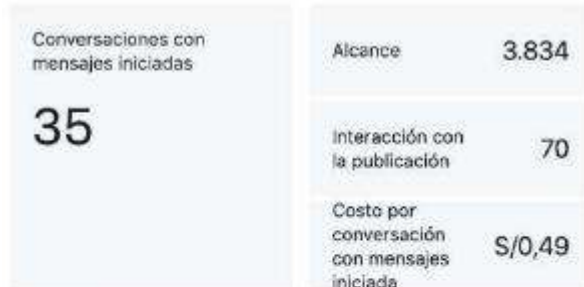 Conversaciones con
mensajes iniciadas
35
Alcance 3.834
Interacción con
la publicación 70
Costo por
conversación
con mensajes
iniciada
S/0,49